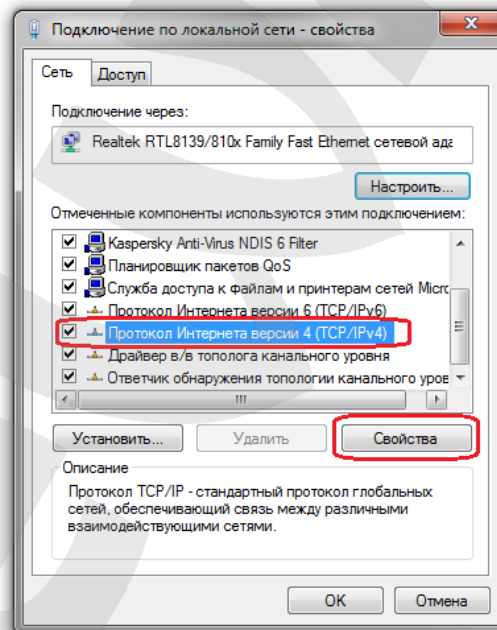 Подключение по локальной сети - свойства
Сеть Доступ
Подключение через:
Realtek RTL8139/810x Family Fast Ethernet сетевой ада
Настроить...
Отмеченные компоненты используются этим подключением:
Kaspersky Anti-Virus NDIS 6 Filter
Планировщик пакетов QoS
Служба доступа к файлам и принтерам сетей Micro
Протокол Интернета версии 6 (TCP/IPv6)
Протокол Интернета версии 4 (TCP/IPv4)
Драйвер в/в тополога канального уровня
Ответчик обнаружения топологии канального уров
Установить... Удалить Свойства
Описание
Протокол TCP/IP - стандартный протокол глобальных
сетей, обеспечивающий связь между различными
взаимодействующими сетями.
OK Отмена